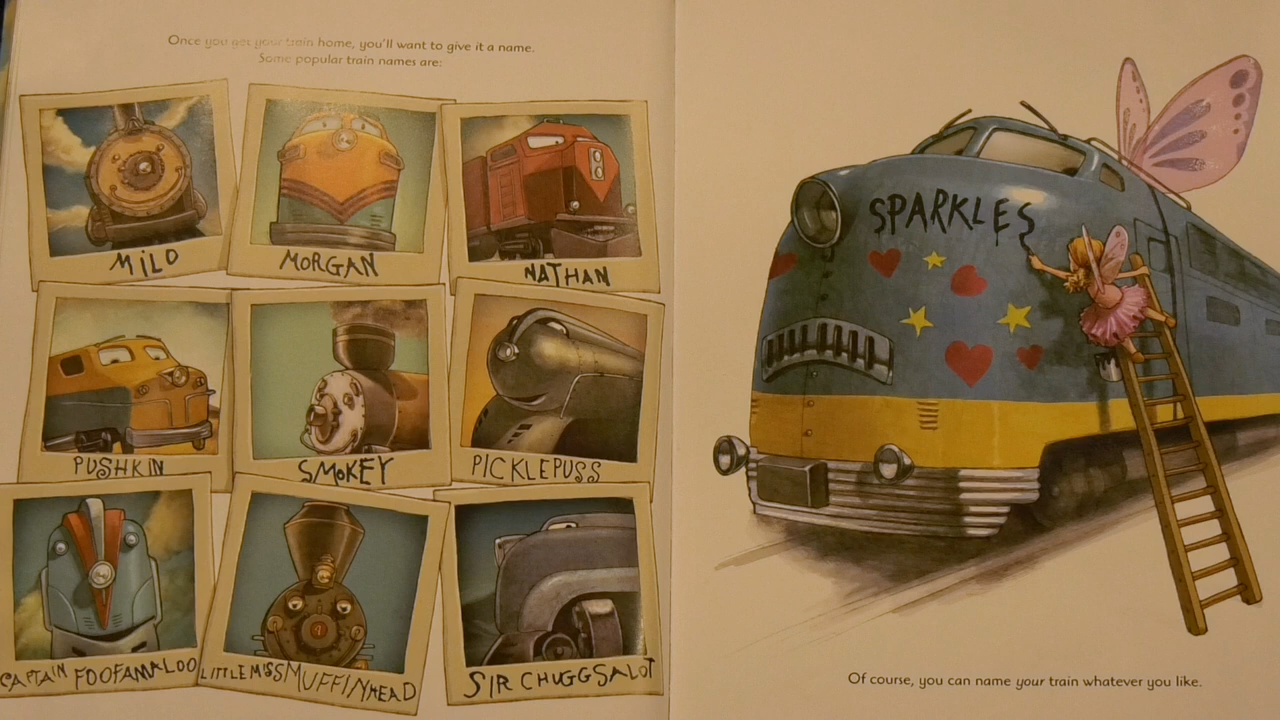 Once you get your train home, you'll want to give it a name.
Some popular train names are:
MiLO
MORGAN
NATHAN
PUSHKIN
SMOKEY
PICKLEPUSS
CAPTAIN FOOFAMALOO
LITTLE MISS MUFFINHEAD
SIR CHUGGSALOT
SPARKLES
Of course, you can name your train whatever you like.